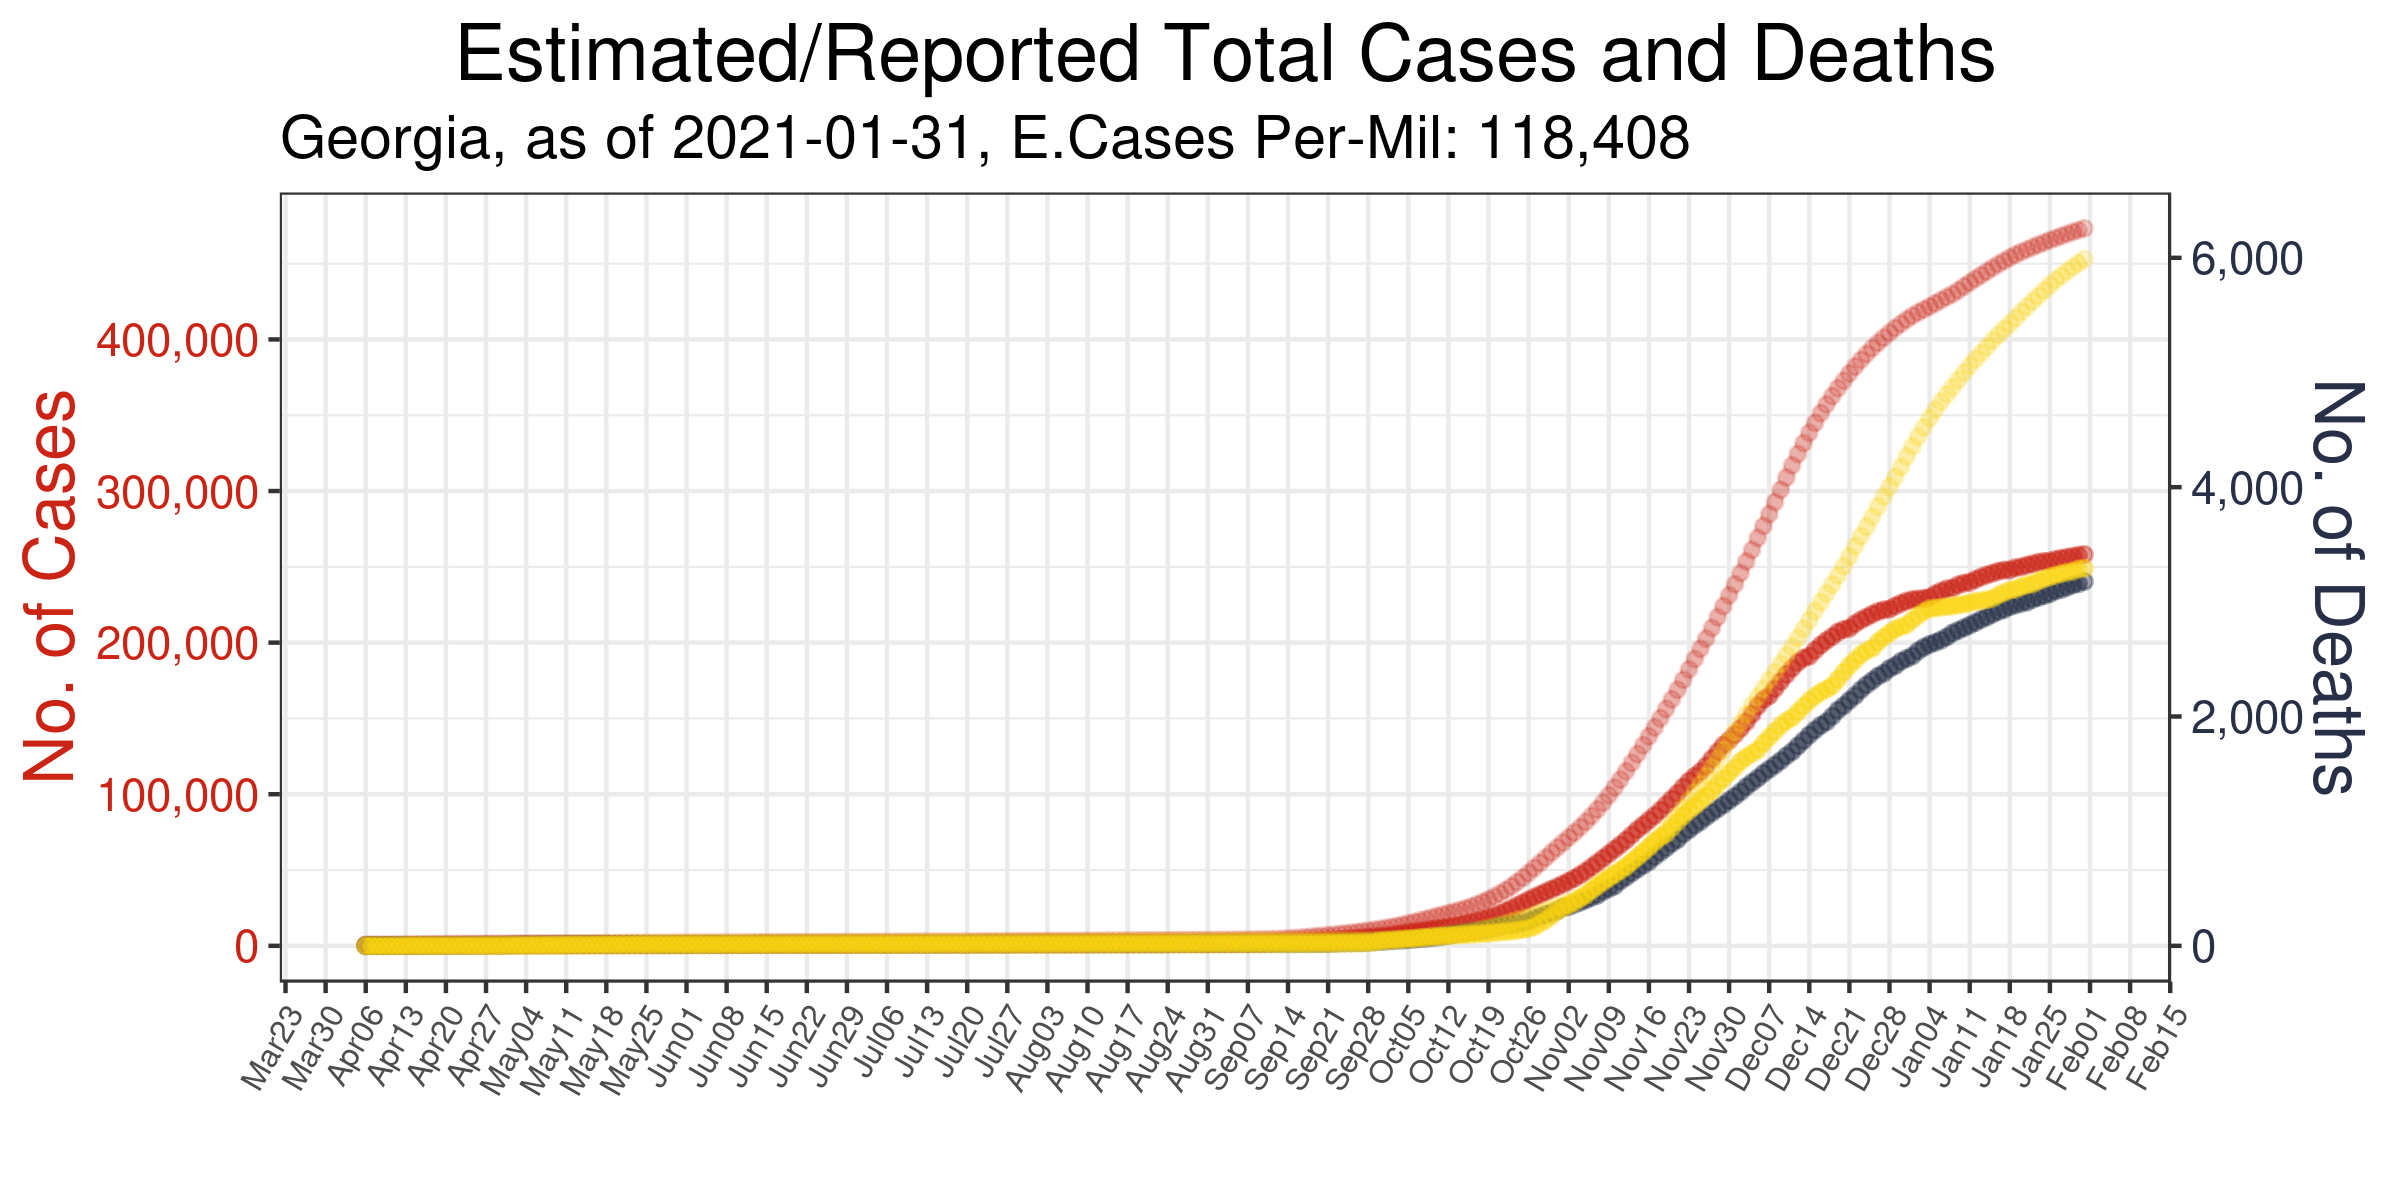 Estimated/Reported Total Cases and Deaths
Georgia, as of 2021-01-31, E.Cases Per-Mil: 118,408
No. of Cases
400,000
300,000
200,000
100,000
0
6,000
4,000
2,000
0
No. of Deaths
Mar23
Mar30
Apr06
Apr13
Apr20
Apr27
May04
May11
May18
May25
Jun01
Jun08
Jun15
Jun22
Jun29
Jul06
Jul13
Jul20
Jul27
Aug03
Aug10
Aug17
Aug24
Aug31
Sep07
Sep14
Sep21
Sep28
Oct05
Oct12
Oct19
Oct26
Oct02
Nov02
Nov09
Nov16
Nov23
Nov30
Dec07
Dec14
Dec21
Dec28
Jan04
Jan11
Jan18
Jan25
Feb01
Feb08
Feb15